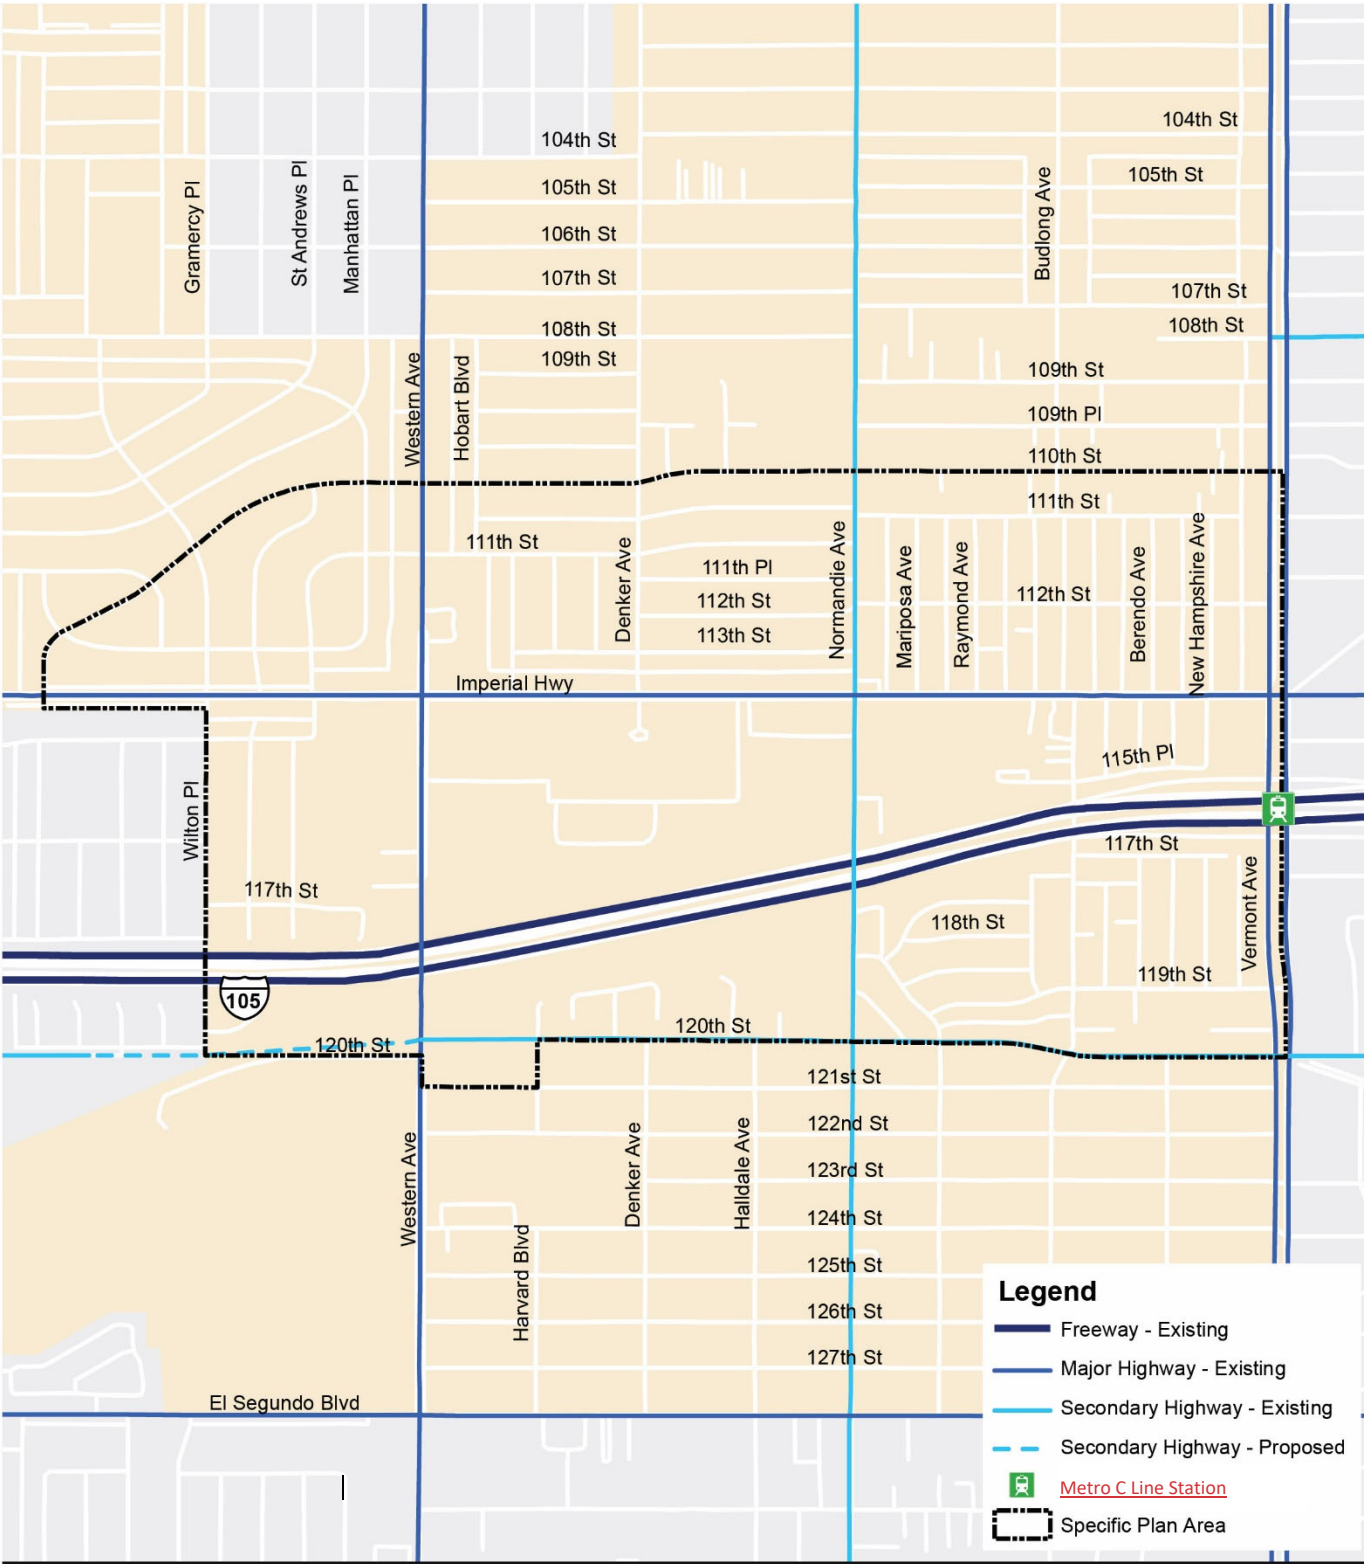 104th St
104th St
105th St
105th St
106th St
107th St
107th St
108th St
108th St
109th St
109th St
109th Pl
110th St
111th St
111th St
111th Pl
112th St
112th St
113th St
Gramercy Pl
St Andrews Pl
Manhattan Pl
Budlong Ave
Western Ave
Hobart Blvd
Denker Ave
Normandie Ave
Mariposa Ave
Raymond Ave
Berendo Ave
New Hampshire Ave
Imperial Hwy
115th Pl
Wilton Pl
117th St
117th St
118th St
119th St
Vermont Ave
105
120th St
120th St
121st St
122nd St
123rd St
124th St
125th St
126th St
127th St
Western Ave
Harvard Blvd
Denker Ave
Halldale Ave
El Segundo Blvd
Legend
Freeway - Existing
Major Highway - Existing
Secondary Highway - Existing
Secondary Highway - Proposed
Metro C Line Station
Specific Plan Area